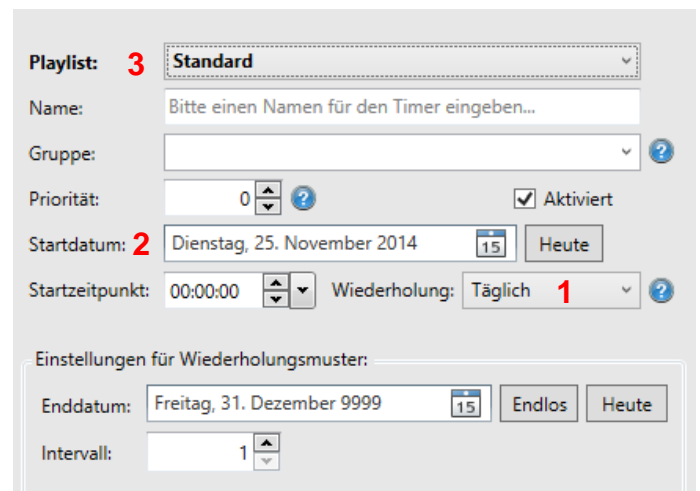 Playlist: 3 Standard
Name: Bitte einen Namen für den Timer eingeben...
Gruppe: ?
Priorität: 0 ? Aktiviert
Startdatum: 2 Dienstag, 25. November 2014 15 Heute
Startzeitpunkt: 00:00:00 Wiederholung: Täglich 1 ?
Einstellungen für Wiederholungsmuster:
Enddatum: Freitag, 31. Dezember 9999 15 Endlos Heute
Intervall: 1